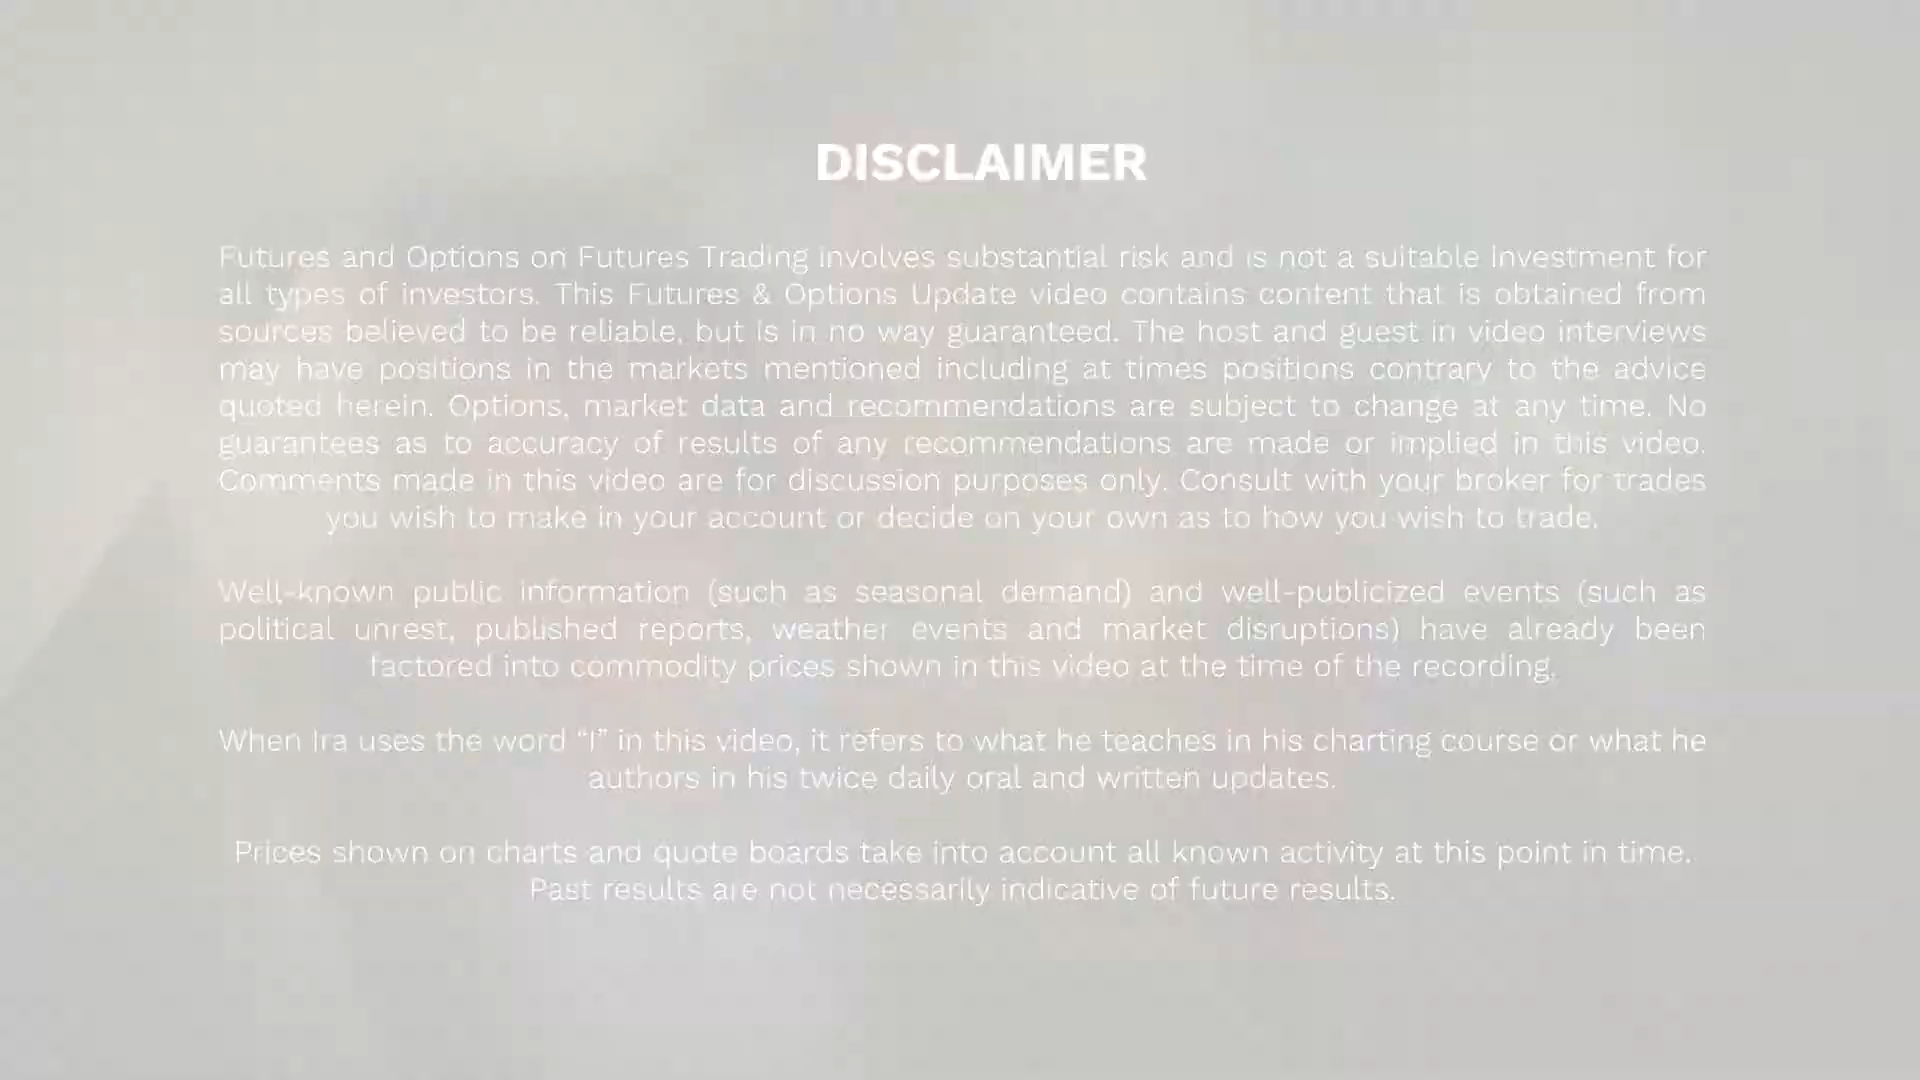 DISCLAIMER
Futures and Options on Futures Trading involves substantial risk and is not a suitable investment for
all types of investors. This Futures & Options Update video contains content that is obtained from
sources believed to be reliable, but is in no way guaranteed. The host and guest in video interviews
may have positions in the markets mentioned including at times positions contrary to the advice
quoted herein. Options, market data and recommendations are subject to change at any time. No
guarantees as to accuracy of results of any recommendations are made or implied in this video.
Comments made in this video are for discussion purposes only. Consult with your broker for trades
you wish to make in your account or decide on your own as to how you wish to trade.
Well-known public information (such as seasonal demand) and well-publicized events (such as
political unrest, published reports, weather events and market disruptions) have already been
factored into commodity prices shown in this video at the time of the recording.
When Ira uses the word “I” in this video, it refers to what he teaches in his charting course or what he
authors in his twice daily oral and written updates.
Prices shown on charts and quote boards take into account all known activity at this point in time.
Past results are not necessarily indicative of future results.